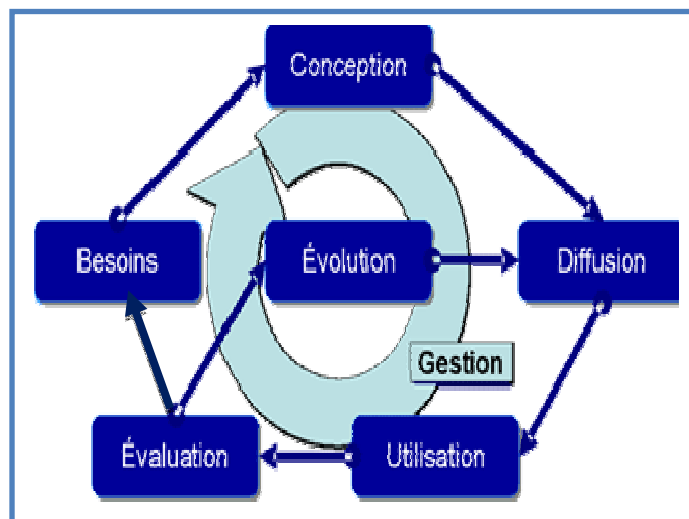 Conception
Besoins
Évolution
Diffusion
Gestion
Évaluation
Utilisation